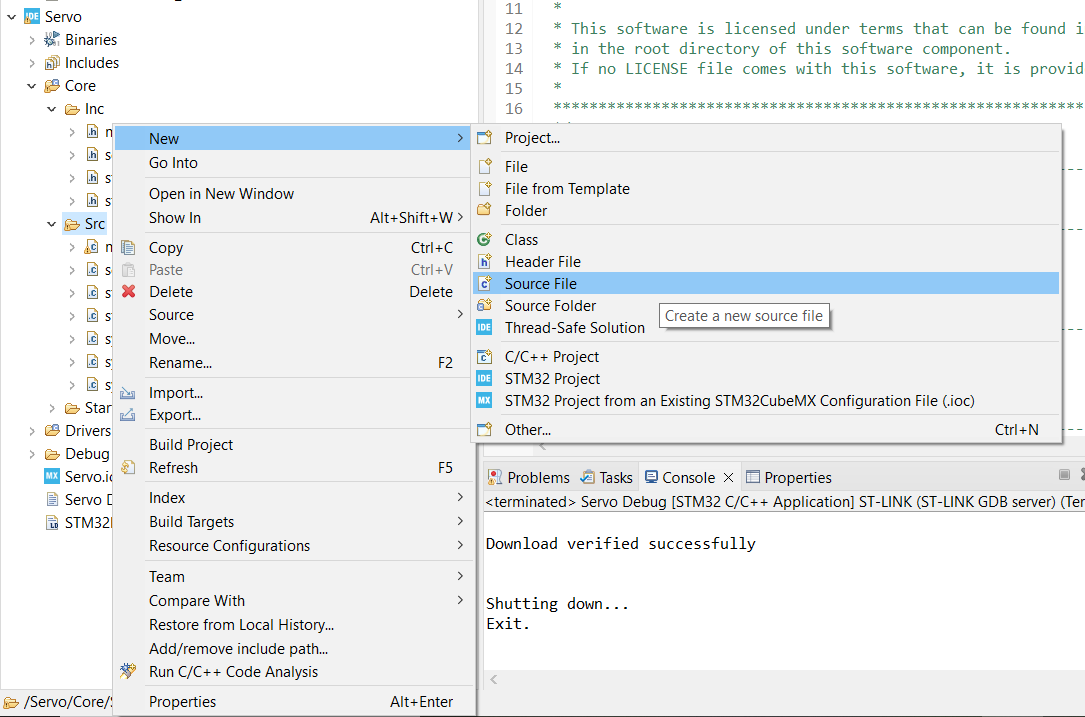 Servo
Binaries
Includes
Core
Inc
Src
Drivers
Debug
Servo.ioc
/Servo/Core/
New
Go Into
Open in New Window
Show In Alt+Shift+W
Copy Ctrl+C
Paste Ctrl+V
Delete Delete
Source
Move...
Rename... F2
Import...
Export...
Build Project
Refresh F5
Index
Build Targets
Resource Configurations
Team
Compare With
Restore from Local History...
Add/remove include path...
Run C/C++ Code Analysis
Properties Alt+Enter
Project...
File
File from Template
Folder
Class
Header File
Source File
Source Folder
Thread-Safe Solution
C/C++ Project
STM32 Project
STM32 Project from an Existing STM32CubeMX Configuration File (.ioc)
Other... Ctrl+N
Create a new source file
11 *
12 * This software is licensed under terms that can be found i
13 * in the root directory of this software component.
14 * If no LICENSE file comes with this software, it is provid
15 *
16 ******************************************************************************
Problems Tasks Console Properties
<terminated> Servo Debug [STM32 C/C++ Application] ST-LINK (ST-LINK GDB server) (Ter
Download verified successfully
Shutting down...
Exit.